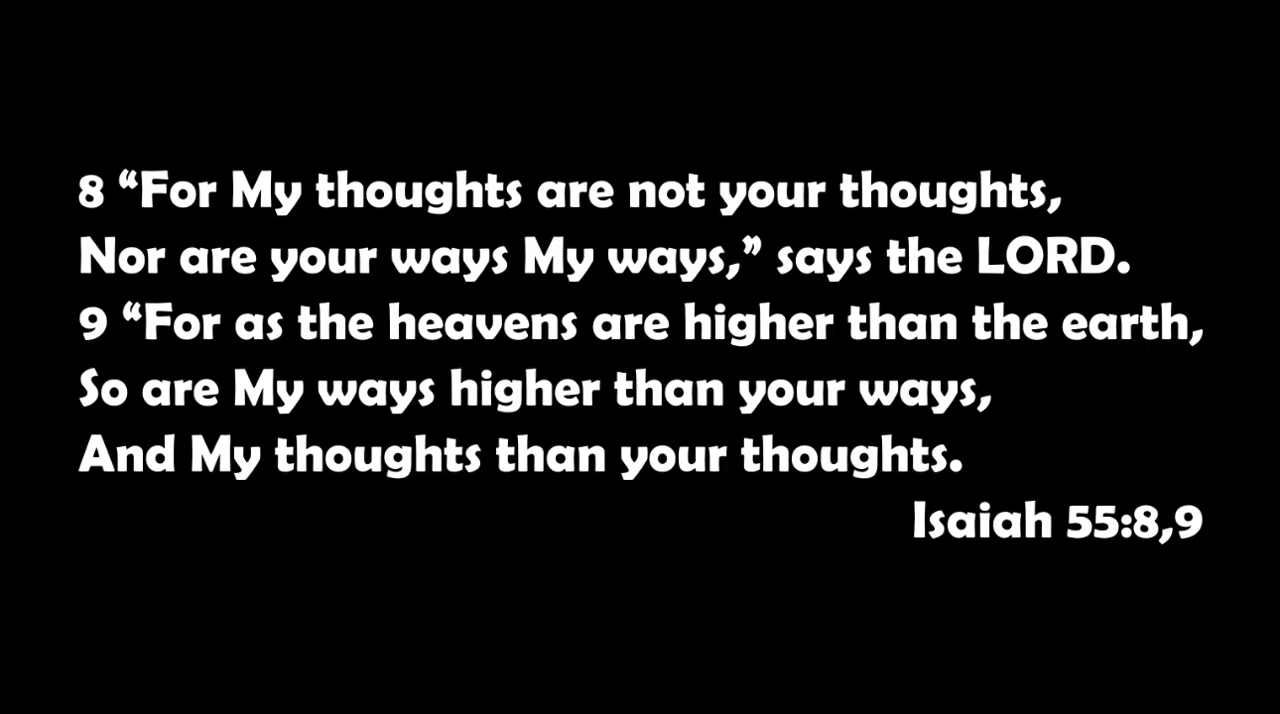 8 “For My thoughts are not your thoughts,
Nor are your ways My ways,” says the LORD.
9 “For as the heavens are higher than the earth,
So are My ways higher than your ways,
And My thoughts than your thoughts.
Isaiah 55:8,9